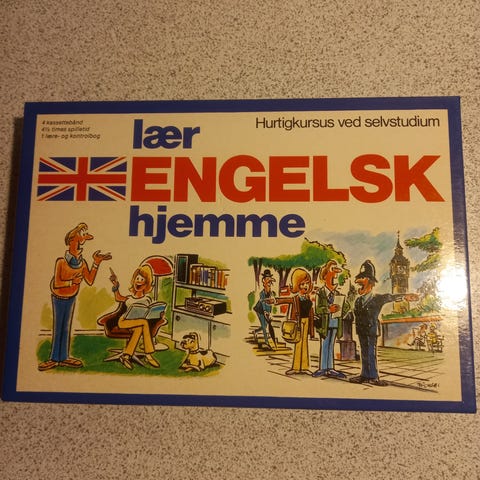 4 kassettebånd
4½ times spilletid
1 lære- og kontrolbog
Hurtigkursus ved selvstudium
lær
ENGELSK
hjemme